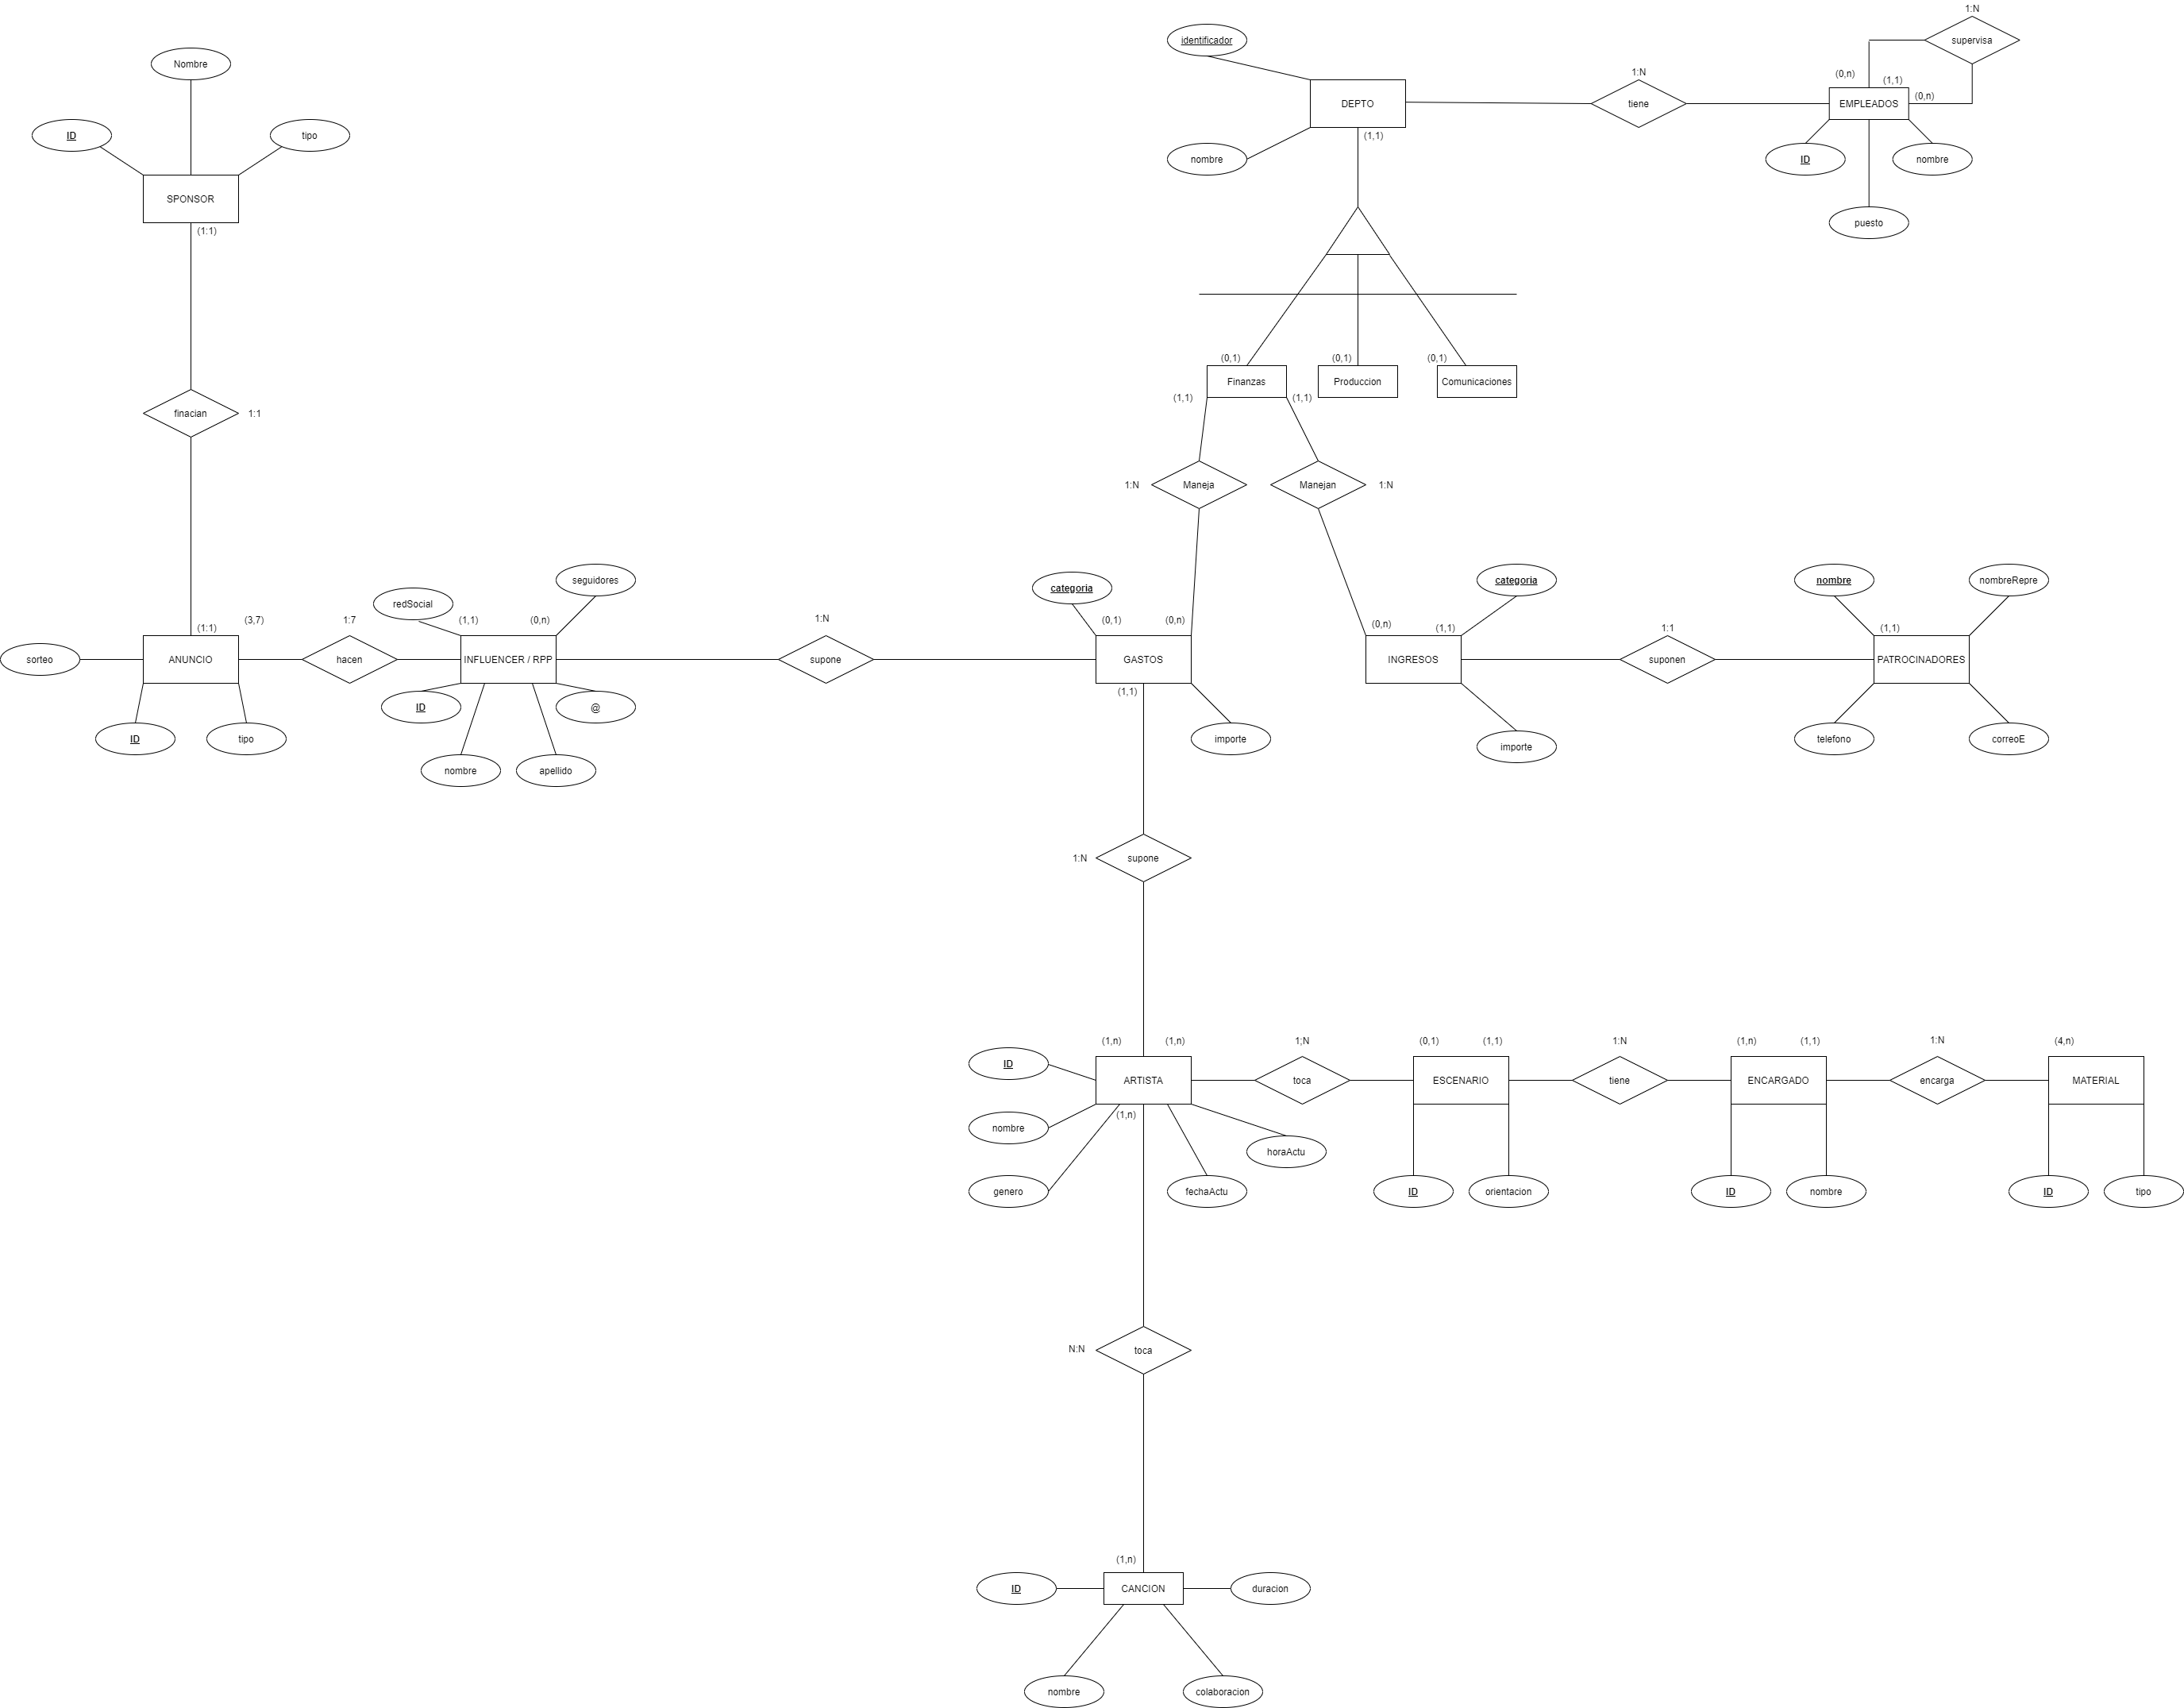 1:N
identificador
supervisa
Nombre
1:N
(0,n)
(1,1)
(0,n)
DEPTO
tiene
EMPLEADOS
ID
tipo
(1,1)
nombre
ID
nombre
SPONSOR
puesto
(1:1)
(0,1)
(0,1)
(0,1)
Finanzas
Produccion
Comunicaciones
(1,1)
(1,1)
finacian
1:1
1:N
Maneja
Manejan
1:N
seguidores
categoria
categoria
nombre
nombreRepre
redSocial
(1:1)
(3,7)
1:7
(1,1)
(0,n)
1:N
(0,1)
(0,n)
(0,n)
(1,1)
1:1
(1,1)
sorteo
ANUNCIO
hacen
INFLUENCER / RPP
supone
GASTOS
INGRESOS
suponen
PATROCINADORES
(1,1)
ID
@
ID
tipo
importe
importe
telefono
correoE
nombre
apellido
1:N
supone
(1,n)
(1,n)
1;N
(0,1)
(1,1)
1:N
(1,n)
(1,1)
1:N
(4,n)
ID
ARTISTA
toca
ESCENARIO
tiene
ENCARGADO
encarga
MATERIAL
(1,n)
nombre
horaActu
genero
fechaActu
ID
orientacion
ID
nombre
ID
tipo
N:N
toca
(1,n)
ID
CANCION
duracion
nombre
colaboracion